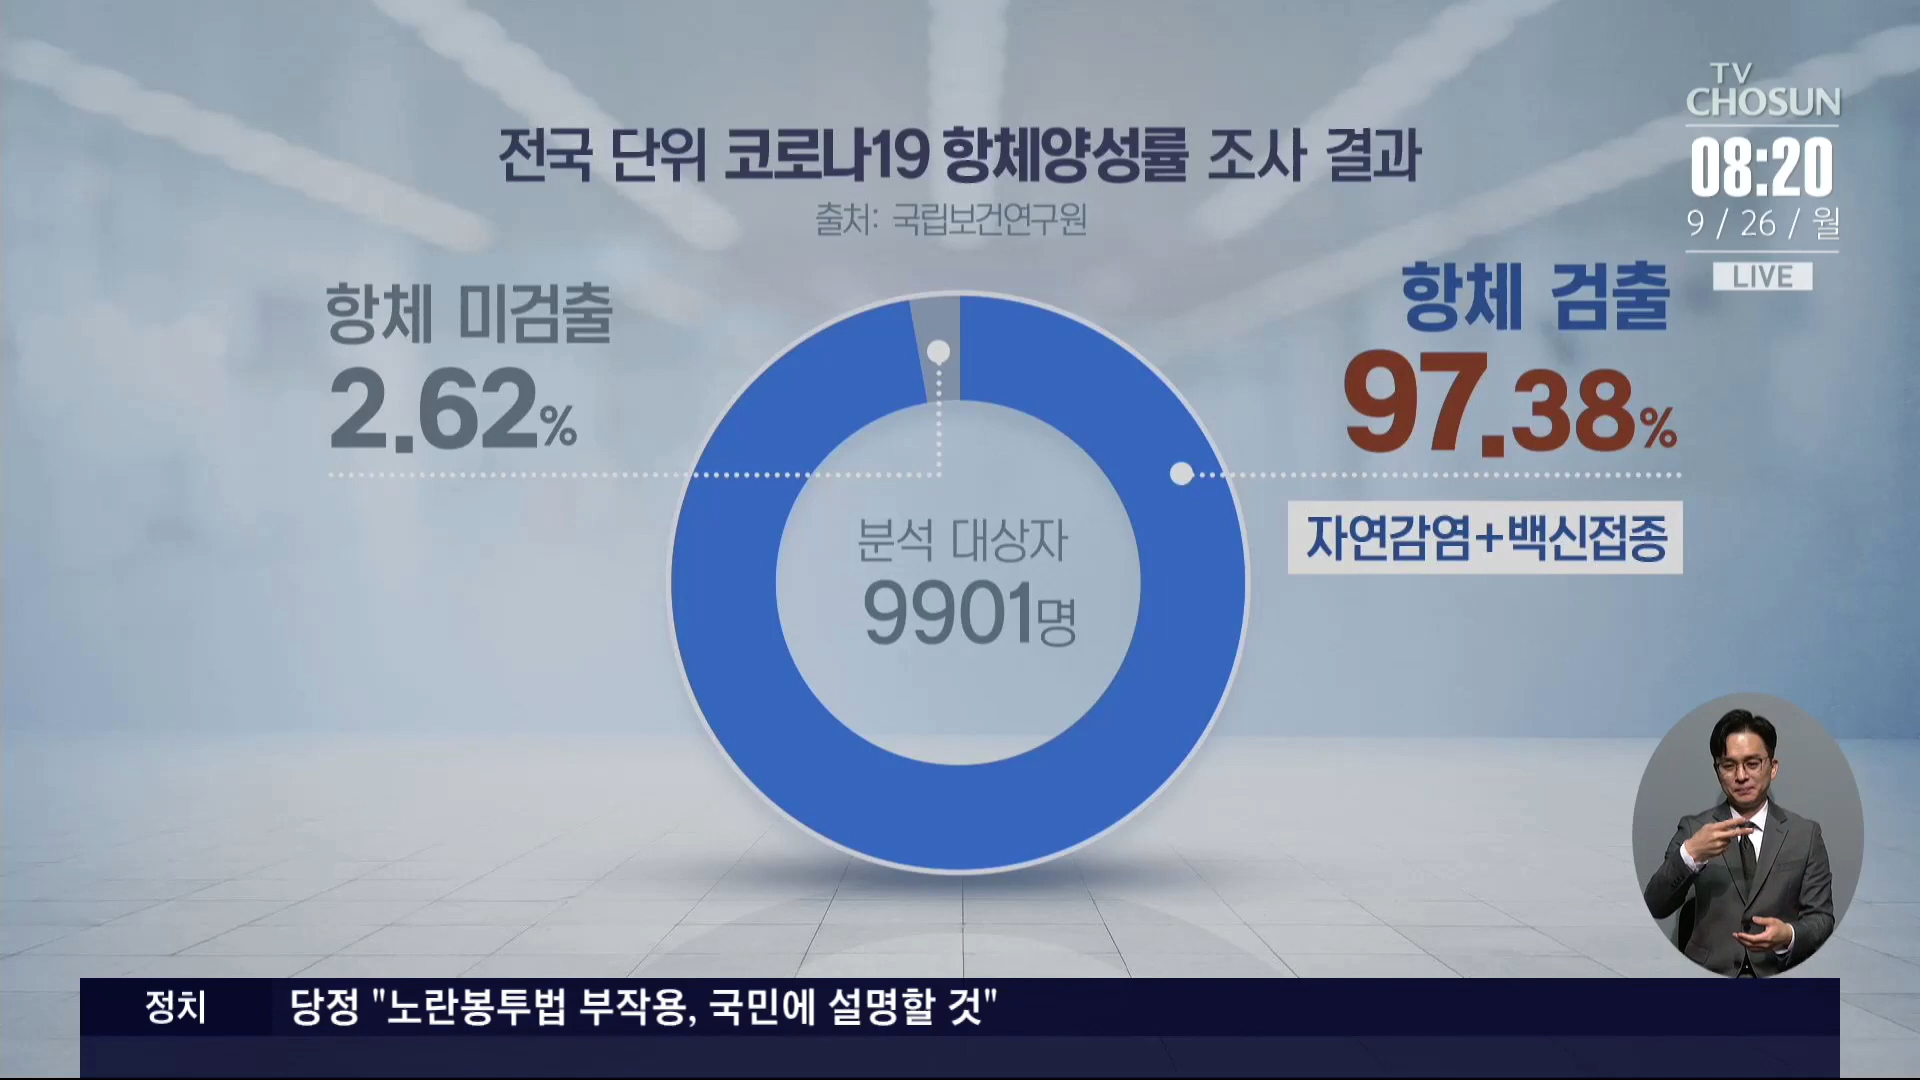 전국 단위 코로나19 항체양성률 조사 결과
출처: 국립보건연구원
TV
CHOSUN
08:20
9 / 26 / 월
LIVE
항체 미검출
2.62%
항체 검출
97.38%
자연감염+백신접종
분석 대상자
9901명
정치 당정 "노란봉투법 부작용, 국민에 설명할 것"